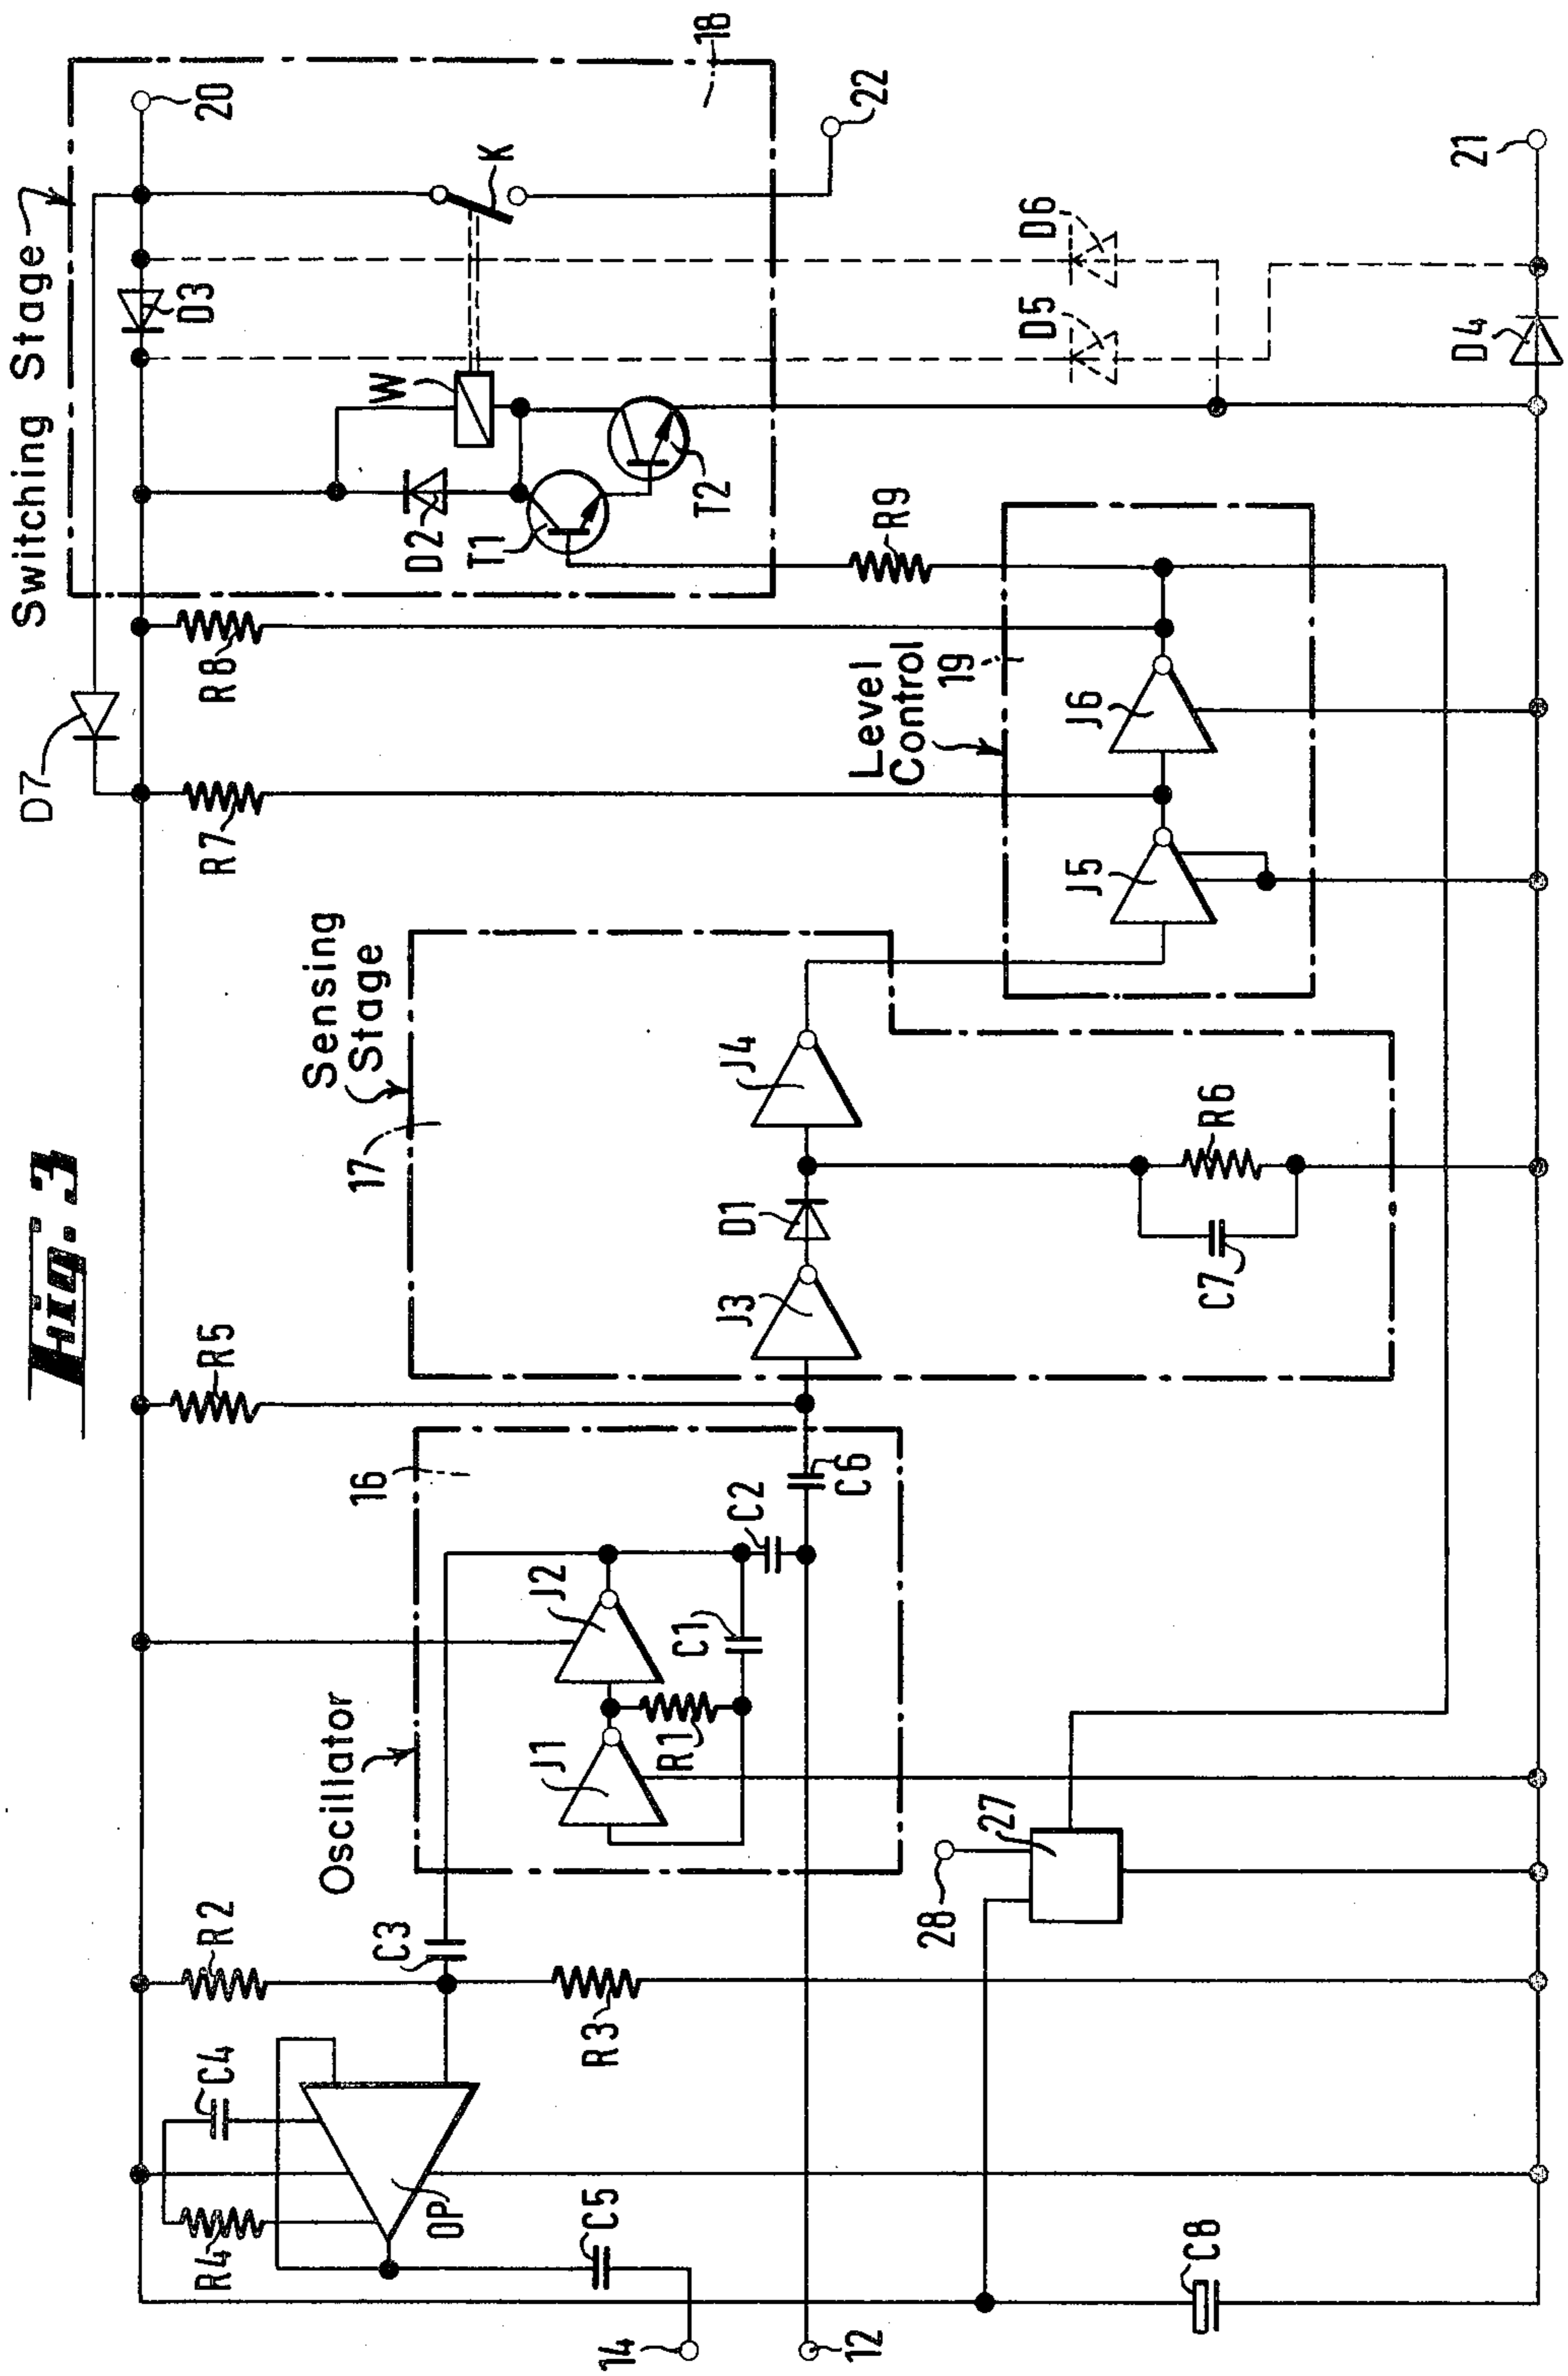 Fig. 3
Switching Stage
18
20
22
K
D3
W
D2
T1
T2
D6
D5
D4
21
D7
R8
R7
R9
Level
Control
19
J6
J5
Sensing
Stage
17
J4
D1
J3
R6
C7
R5
Oscillator
16
J2
C2
C6
C1
R1
J1
27
28
R2
C3
R3
C4
R4
OP
C5
C8
14
12